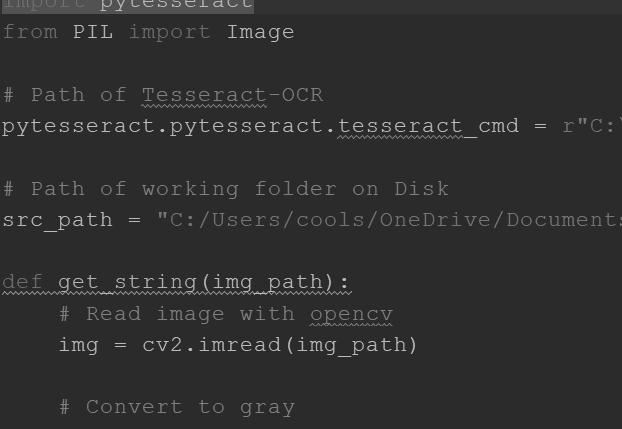 import pytesseract
from PIL import Image
# Path of Tesseract-OCR
pytesseract.pytesseract.tesseract_cmd = r"C:\
# Path of working folder on Disk
src_path = "C:/Users/cools/OneDrive/Documents
def get_string(img_path):
# Read image with opencv
img = cv2.imread(img_path)
# Convert to gray